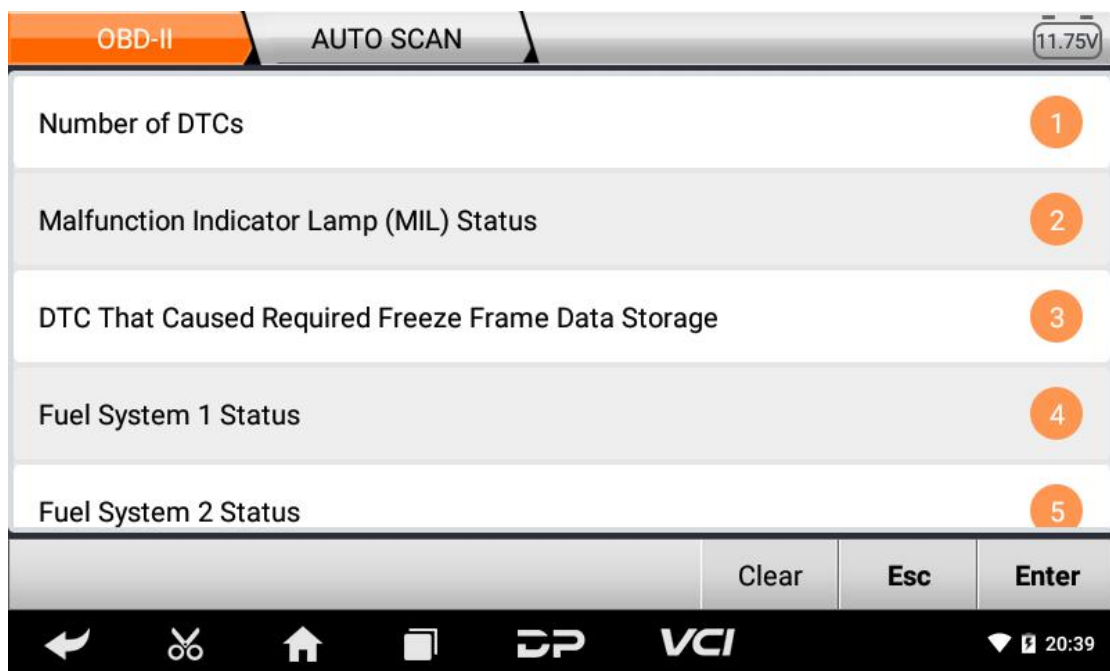 OBD-II AUTO SCAN 11.75V
Number of DTCs 1
Malfunction Indicator Lamp (MIL) Status 2
DTC That Caused Required Freeze Frame Data Storage 3
Fuel System 1 Status 4
Fuel System 2 Status 5
Clear Esc Enter
DP VCI 20:39